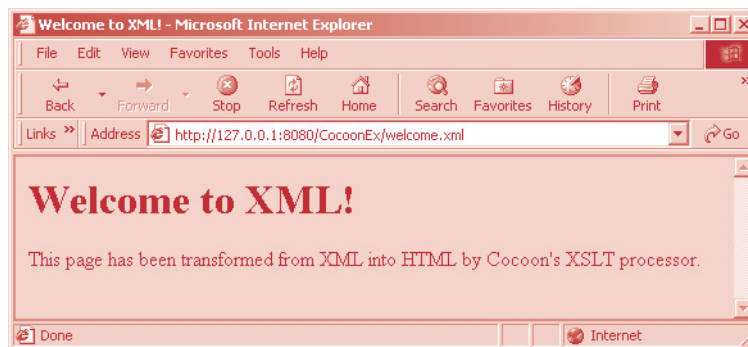 Welcome to XML! - Microsoft Internet Explorer
File Edit View Favorites Tools Help
Back Forward Stop Refresh Home Search Favorites History Print »
Links » Address http://127.0.0.1:8080/CocoonEx/welcome.xml Go
Welcome to XML!
This page has been transformed from XML into HTML by Cocoon's XSLT processor.
Done Internet